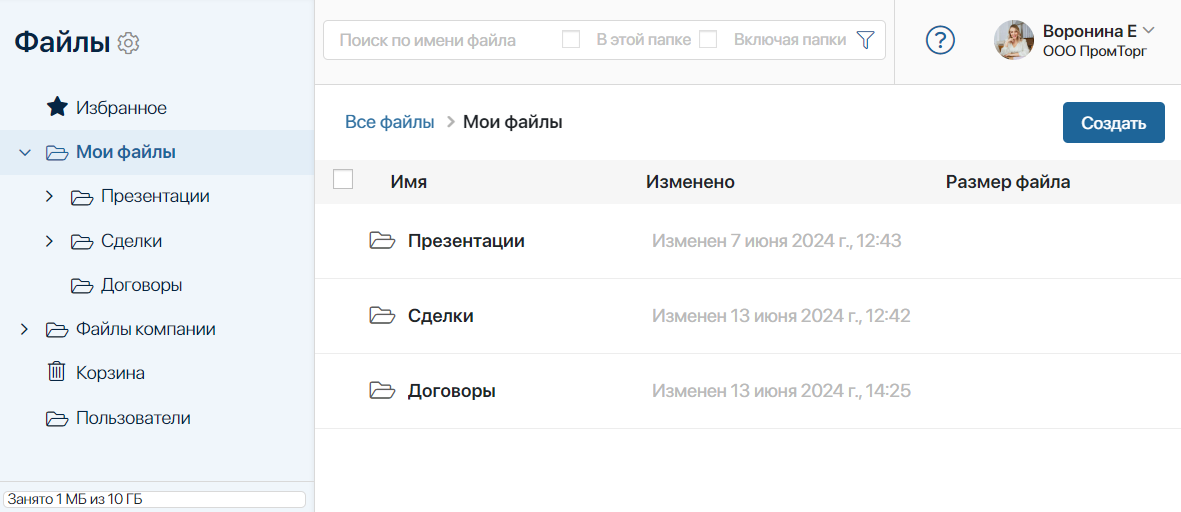 Файлы
Избранное
Мои файлы
Презентации
Сделки
Договоры
Файлы компании
Корзина
Пользователи
Занято 1 МБ из 10 ГБ
Поиск по имени файла В этой папке Включая папки
?
Воронина Е
ООО ПромТорг
Все файлы > Мои файлы
Создать
Имя Изменено Размер файла
Презентации Изменен 7 июня 2024 г., 12:43
Сделки Изменен 13 июня 2024 г., 12:42
Договоры Изменен 13 июня 2024 г., 14:25